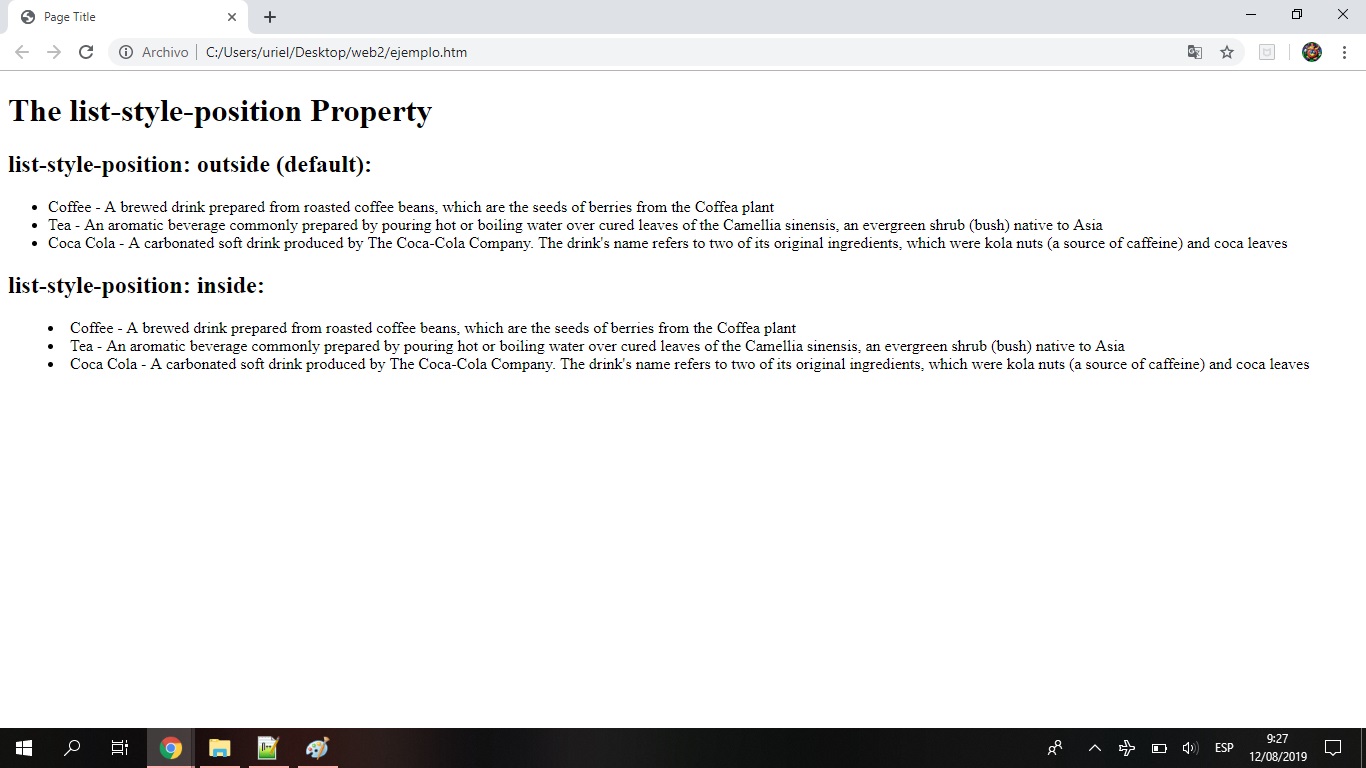 Page Title
Archivo C:/Users/uriel/Desktop/web2/ejemplo.htm
The list-style-position Property
list-style-position: outside (default):
Coffee - A brewed drink prepared from roasted coffee beans, which are the seeds of berries from the Coffea plant
Tea - An aromatic beverage commonly prepared by pouring hot or boiling water over cured leaves of the Camellia sinensis, an evergreen shrub (bush) native to Asia
Coca Cola - A carbonated soft drink produced by The Coca-Cola Company. The drink's name refers to two of its original ingredients, which were kola nuts (a source of caffeine) and coca leaves
list-style-position: inside:
Coffee - A brewed drink prepared from roasted coffee beans, which are the seeds of berries from the Coffea plant
Tea - An aromatic beverage commonly prepared by pouring hot or boiling water over cured leaves of the Camellia sinensis, an evergreen shrub (bush) native to Asia
Coca Cola - A carbonated soft drink produced by The Coca-Cola Company. The drink's name refers to two of its original ingredients, which were kola nuts (a source of caffeine) and coca leaves
ESP
9:27
12/08/2019